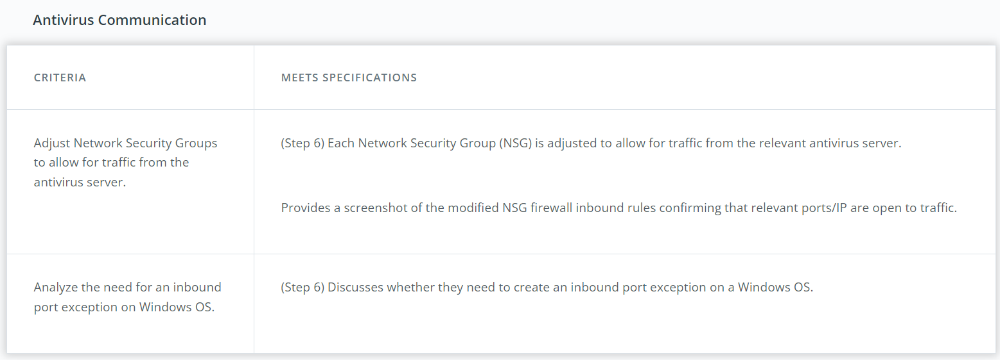 Antivirus Communication
CRITERIA
MEETS SPECIFICATIONS
Adjust Network Security Groups
to allow for traffic from the
antivirus server.
(Step 6) Each Network Security Group (NSG) is adjusted to allow for traffic from the relevant antivirus server.
Provides a screenshot of the modified NSG firewall inbound rules confirming that relevant ports/IP are open to traffic.
Analyze the need for an inbound
port exception on Windows OS.
(Step 6) Discusses whether they need to create an inbound port exception on a Windows OS.